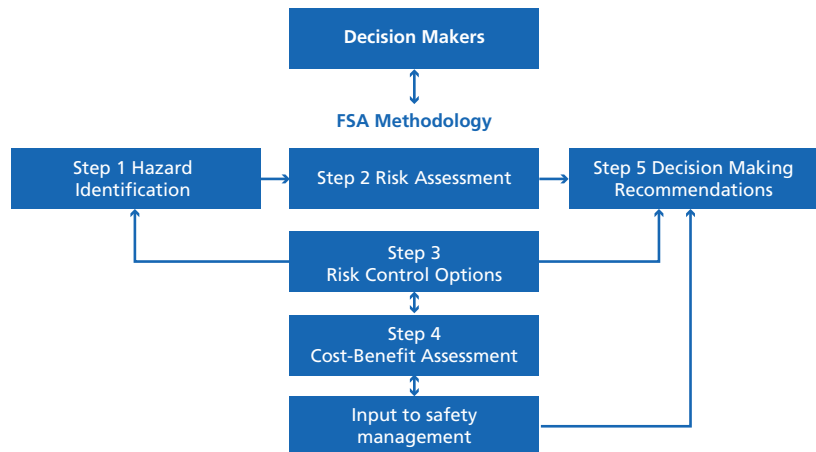 Decision Makers
FSA Methodology
Step 1 Hazard
Identification
Step 2 Risk Assessment
Step 5 Decision Making
Recommendations
Step 3
Risk Control Options
Step 4
Cost-Benefit Assessment
Input to safety
management